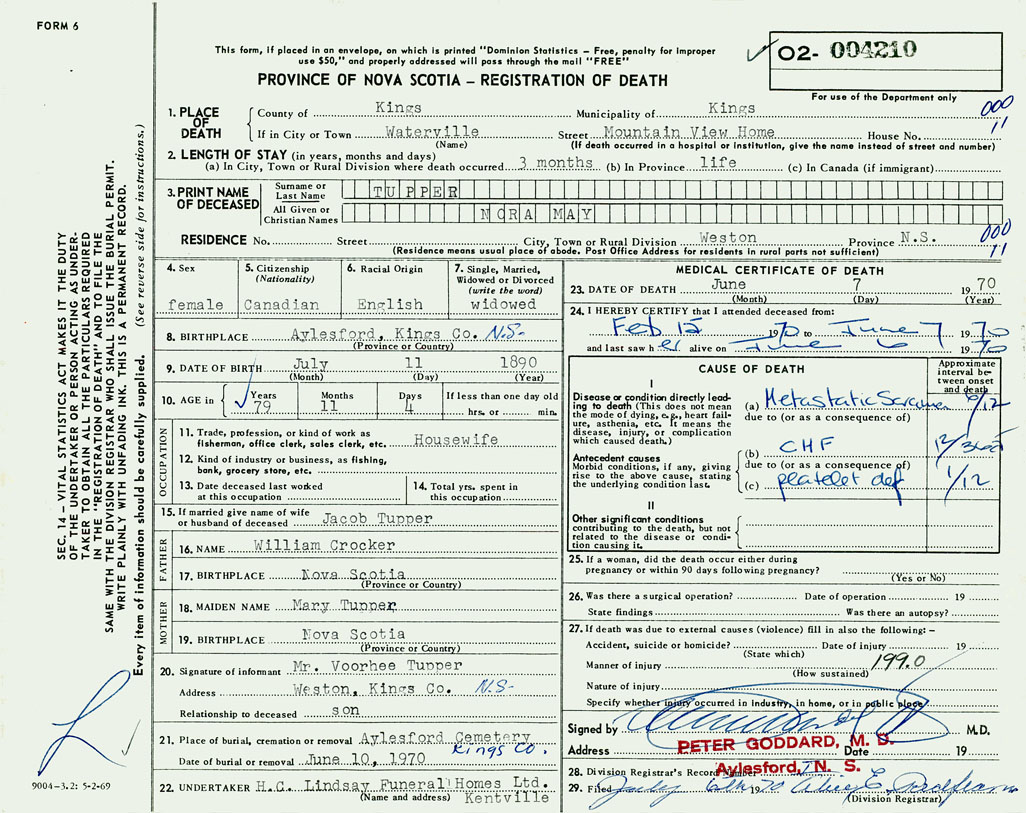 FORM 6
This form, if placed in an envelope, on which is printed "Dominion Statistics – Free, penalty for improper
use $50," and properly addressed will pass through the mail "FREE"
02- 004210
For use of the Department only
PROVINCE OF NOVA SCOTIA – REGISTRATION OF DEATH
SEC. 14 – VITAL STATISTICS ACT MAKES IT THE DUTY
OF THE UNDERTAKER OR PERSON ACTING AS UNDER-
TAKER TO OBTAIN ALL THE PARTICULARS REQUIRED
IN THE "REGISTRATION OF DEATH" AND TO FILE THE
SAME WITH THE DIVISION REGISTRAR WHO SHALL ISSUE THE BURIAL PERMIT.
WRITE PLAINLY WITH UNFADING INK. THIS IS A PERMANENT RECORD.
Every item of information should be carefully supplied. (See reverse side for instructions.)
1. PLACE OF DEATH
County of Kings Municipality of Kings 000
If in City or Town Waterville Street Mountain View Home House No. 11
(Name) (If death occurred in a hospital or institution, give the name instead of street and number)
2. LENGTH OF STAY (in years, months and days)
(a) In City, Town or Rural Division where death occurred 3 months (b) In Province life (c) In Canada (if immigrant)
3. PRINT NAME OF DECEASED
Surname or Last Name TUPPER
All Given or Christian Names NORA MAY
000
RESIDENCE No. Street City, Town or Rural Division Weston Province N.S. 11
(Residence means usual place of abode. Post Office Address for residents in rural parts not sufficient)
4. Sex
female
5. Citizenship
(Nationality)
Canadian
6. Racial Origin
English
7. Single, Married,
Widowed or Divorced
(write the word)
widowed
8. BIRTHPLACE Aylesford, Kings Co. N.S-
(Province or Country)
9. DATE OF BIRTH July 11 1890
(Month) (Day) (Year)
10. AGE in
Years
79
Months
11
Days
4
If less than one day old
hrs. or min.
OCCUPATION
11. Trade, profession, or kind of work as
fisherman, office clerk, sales clerk, etc. Housewife
12. Kind of industry or business, as fishing,
bank, grocery store, etc.
13. Date deceased last worked
at this occupation
14. Total yrs. spent in
this occupation
15. If married give name of wife
or husband of deceased Jacob Tupper
FATHER
16. NAME William Crocker
17. BIRTHPLACE Nova Scotia
(Province or Country)
MOTHER
18. MAIDEN NAME Mary Tupper
19. BIRTHPLACE Nova Scotia
(Province or Country)
20. Signature of informant Mr. Voorhee Tupper
Address Weston, Kings Co. N.S-
Relationship to deceased son
21. Place of burial, cremation or removal Aylesford Cemetery
Kings Co.
Date of burial or removal June 10, 1970
22. UNDERTAKER H.C. Lindsay Funeral Homes Ltd.
(Name and address) Kentville
9004-3.2: 5-2-69
MEDICAL CERTIFICATE OF DEATH
23. DATE OF DEATH June 7 1970
(Month) (Day) (Year)
24. I HEREBY CERTIFY that I attended deceased from:
Feb 12 1970 to June 7 1970
and last saw her alive on June 6 1970
CAUSE OF DEATH
Approximate
interval be-
tween onset
and death
I
Disease or condition directly lead-
ing to death (This does not mean
the mode of dying, e.g., heart fail-
ure, asthenia, etc. It means the
disease, injury, or complication
which caused death.)
(a) Metastatic 6/12
due to (or as a consequence of)
(b) CHF
Antecedent causes
Morbid conditions, if any, giving
rise to the above cause, stating
the underlying condition last.
due to (or as a consequence of)
(c) platelet def 1/12
II
Other significant conditions
contributing to the death, but not
related to the disease or condi-
tion causing it.
25. If a woman, did the death occur either during
pregnancy or within 90 days following pregnancy?
(Yes or No)
26. Was there a surgical operation? Date of operation 19
State findings Was there an autopsy?
27. If death was due to external causes (violence) fill in also the following: –
Accident, suicide or homicide? Date of injury 19
(State which)
Manner of injury 199.0
(How sustained)
Nature of injury
Specify whether injury occurred in industry, in home, or in public place
Signed by M.D.
PETER GODDARD, M. D.
Address Date 19
Aylesford, N. S.
28. Division Registrar's Record Number
29. Filed July 6th 1970
(Division Registrar)